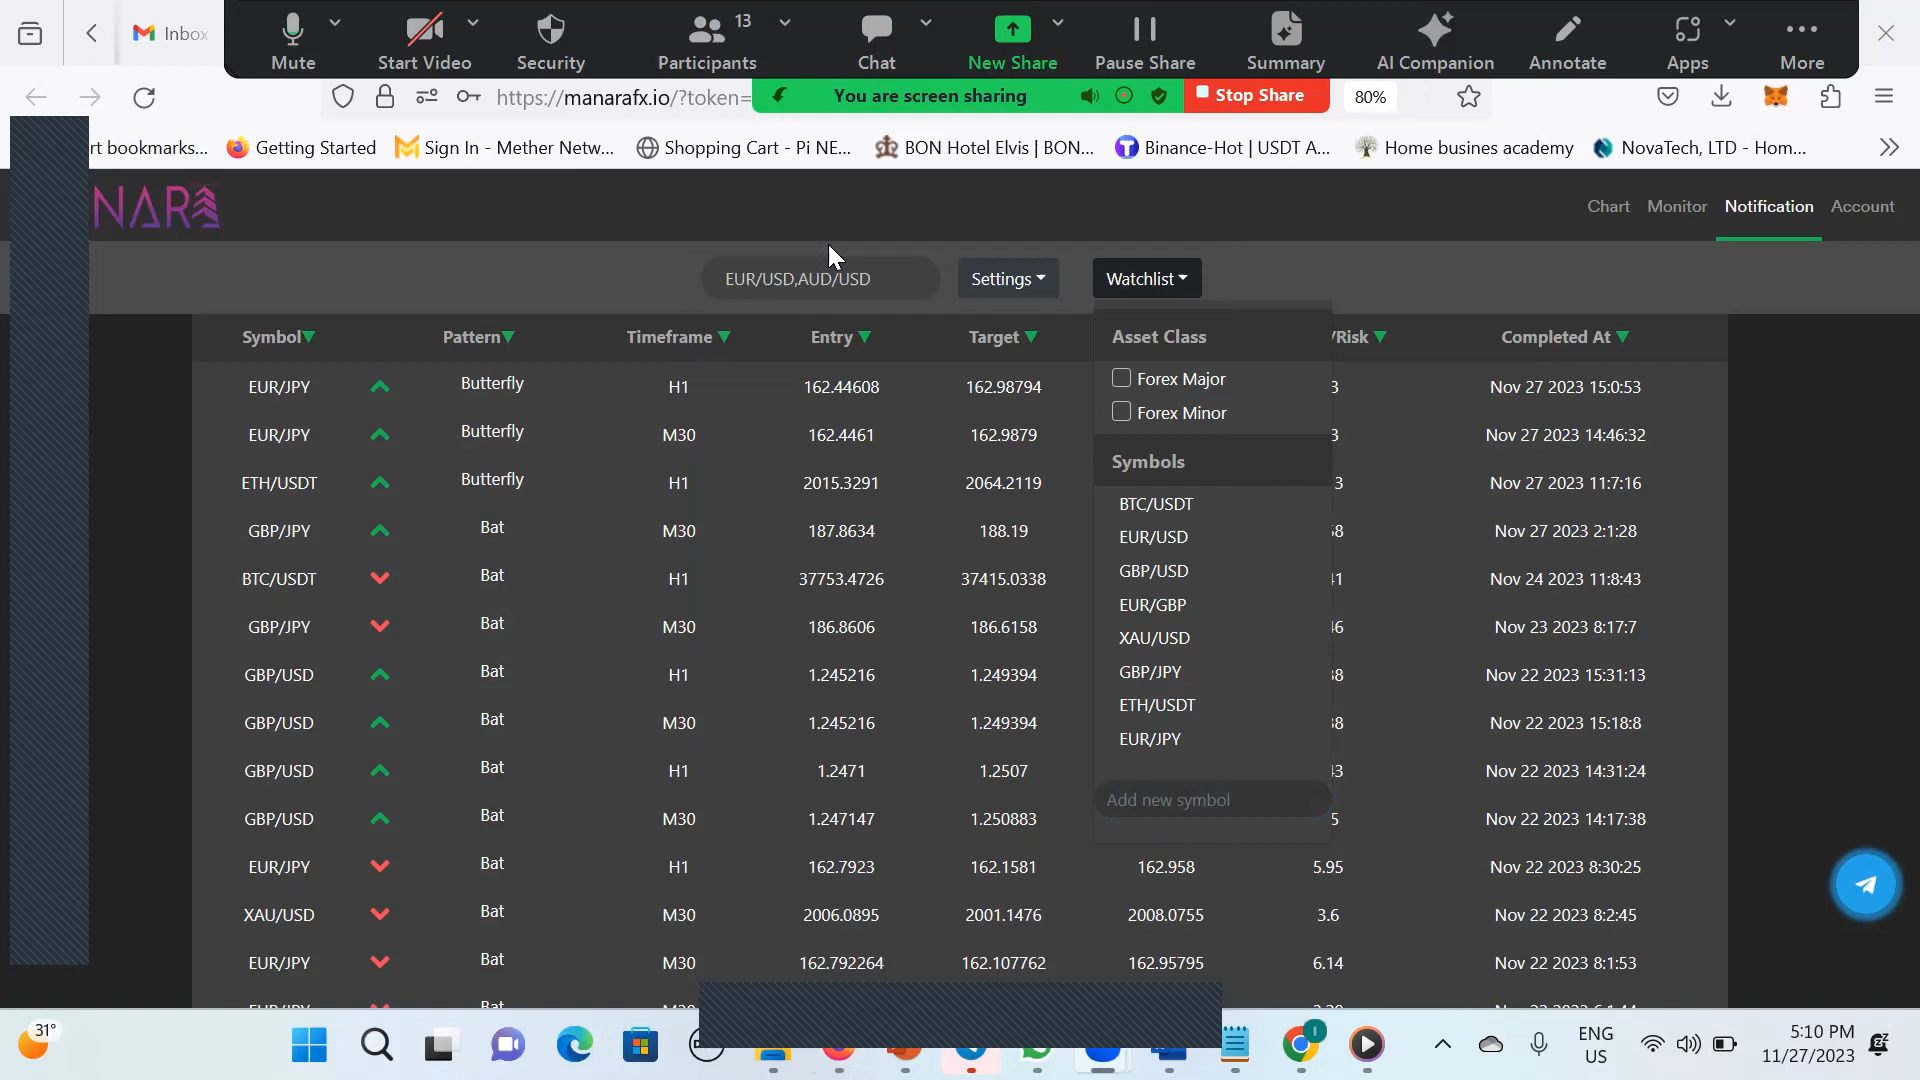 Inbox
Mute
Start Video
Security
Participants
13
Chat
New Share
Pause Share
Summary
AI Companion
Annotate
Apps
More
https://manarafx.io/?token=
You are screen sharing
Stop Share
80%
rt bookmarks...
Getting Started
Sign In - Mether Netw...
Shopping Cart - Pi NE...
BON Hotel Elvis | BON...
Binance-Hot | USDT A...
Home busines academy
NovaTech, LTD - Hom...
NARA
Chart Monitor Notification Account
EUR/USD,AUD/USD
Settings
Watchlist
Symbol Pattern Timeframe Entry Target /Risk Completed At
EUR/JPY Butterfly H1 162.44608 162.98794 3 Nov 27 2023 15:0:53
EUR/JPY Butterfly M30 162.4461 162.9879 3 Nov 27 2023 14:46:32
ETH/USDT Butterfly H1 2015.3291 2064.2119 3 Nov 27 2023 11:7:16
GBP/JPY Bat M30 187.8634 188.19 58 Nov 27 2023 2:1:28
BTC/USDT Bat H1 37753.4726 37415.0338 41 Nov 24 2023 11:8:43
GBP/JPY Bat M30 186.8606 186.6158 46 Nov 23 2023 8:17:7
GBP/USD Bat H1 1.245216 1.249394 38 Nov 22 2023 15:31:13
GBP/USD Bat M30 1.245216 1.249394 38 Nov 22 2023 15:18:8
GBP/USD Bat H1 1.2471 1.2507 43 Nov 22 2023 14:31:24
GBP/USD Bat M30 1.247147 1.250883 5 Nov 22 2023 14:17:38
EUR/JPY Bat H1 162.7923 162.1581 162.958 5.95 Nov 22 2023 8:30:25
XAU/USD Bat M30 2006.0895 2001.1476 2008.0755 3.6 Nov 22 2023 8:2:45
EUR/JPY Bat M30 162.792264 162.107762 162.95795 6.14 Nov 22 2023 8:1:53
Asset Class
Forex Major
Forex Minor
Symbols
BTC/USDT
EUR/USD
GBP/USD
EUR/GBP
XAU/USD
GBP/JPY
ETH/USDT
EUR/JPY
Add new symbol
31°
ENG
US
5:10 PM
11/27/2023